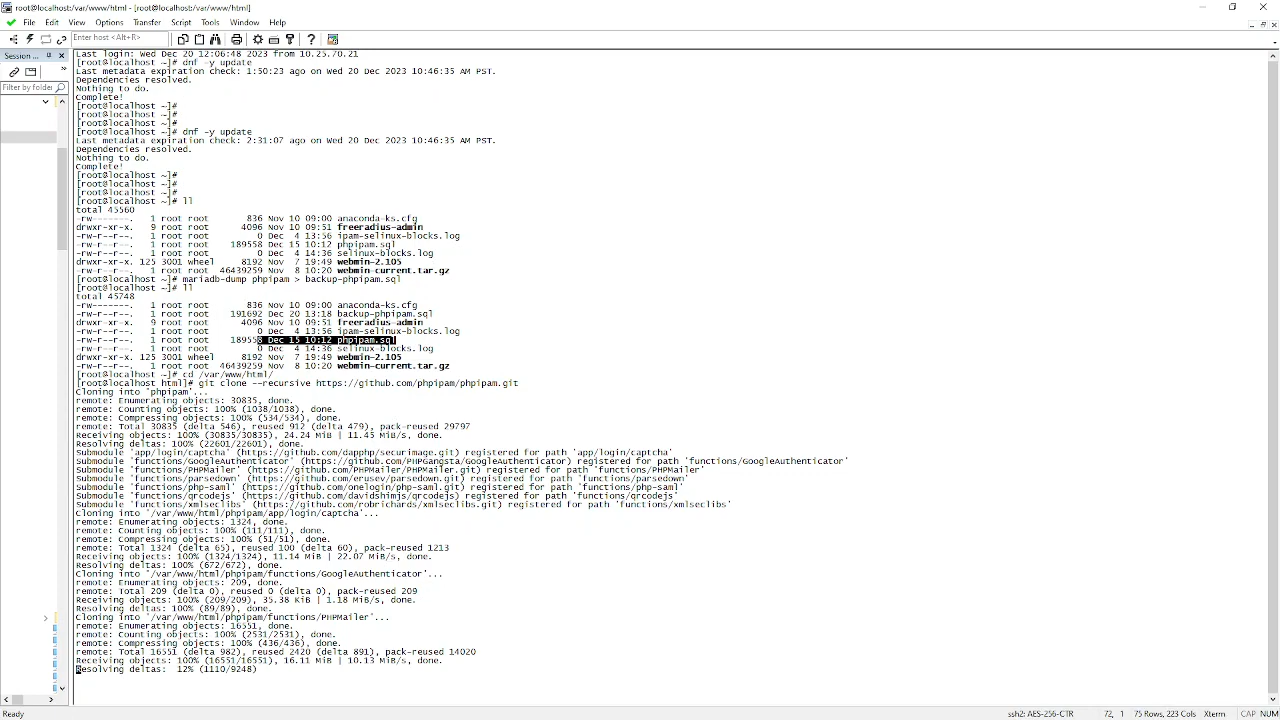 root@localhost:/var/www/html - [root@localhost:/var/www/html]
File Edit View Options Transfer Script Tools Window Help
Enter host <Alt+R>
Session ...
Filter by folder
Last login: Wed Dec 20 12:06:48 2023 from 10.25.70.21
[root@localhost ~]# dnf -y update
Last metadata expiration check: 1:50:23 ago on Wed 20 Dec 2023 10:46:35 AM PST.
Dependencies resolved.
Nothing to do.
Complete!
[root@localhost ~]#
[root@localhost ~]#
[root@localhost ~]#
[root@localhost ~]# dnf -y update
Last metadata expiration check: 2:31:07 ago on Wed 20 Dec 2023 10:46:35 AM PST.
Dependencies resolved.
Nothing to do.
Complete!
[root@localhost ~]#
[root@localhost ~]#
[root@localhost ~]#
[root@localhost ~]# ll
total 45560
-rw-------. 1 root root 836 Nov 10 09:00 anaconda-ks.cfg
drwxr-xr-x. 9 root root 4096 Nov 10 09:51 freeradius-admin
-rw-r--r--. 1 root root 0 Dec 4 13:56 ipam-selinux-blocks.log
-rw-r--r--. 1 root root 189558 Dec 15 10:12 phpipam.sql
-rw-r--r--. 1 root root 0 Dec 4 14:36 selinux-blocks.log
drwxr-xr-x. 125 3001 wheel 8192 Nov 7 19:49 webmin-2.105
-rw-r--r--. 1 root root 46439259 Nov 8 10:20 webmin-current.tar.gz
[root@localhost ~]# mariadb-dump phpipam > backup-phpipam.sql
[root@localhost ~]# ll
total 45748
-rw-------. 1 root root 836 Nov 10 09:00 anaconda-ks.cfg
-rw-r--r--. 1 root root 191692 Dec 20 13:18 backup-phpipam.sql
drwxr-xr-x. 9 root root 4096 Nov 10 09:51 freeradius-admin
-rw-r--r--. 1 root root 0 Dec 4 13:56 ipam-selinux-blocks.log
-rw-r--r--. 1 root root 189558 Dec 15 10:12 phpipam.sql
-rw-r--r--. 1 root root 0 Dec 4 14:36 selinux-blocks.log
drwxr-xr-x. 125 3001 wheel 8192 Nov 7 19:49 webmin-2.105
-rw-r--r--. 1 root root 46439259 Nov 8 10:20 webmin-current.tar.gz
[root@localhost ~]# cd /var/www/html/
[root@localhost html]# git clone --recursive https://github.com/phpipam/phpipam.git
Cloning into 'phpipam'...
remote: Enumerating objects: 30835, done.
remote: Counting objects: 100% (1038/1038), done.
remote: Compressing objects: 100% (534/534), done.
remote: Total 30835 (delta 546), reused 912 (delta 479), pack-reused 29797
Receiving objects: 100% (30835/30835), 24.24 MiB | 11.45 MiB/s, done.
Resolving deltas: 100% (22601/22601), done.
Submodule 'app/login/captcha' (https://github.com/dapphp/securimage.git) registered for path 'app/login/captcha'
Submodule 'functions/GoogleAuthenticator' (https://github.com/PHPGangsta/GoogleAuthenticator) registered for path 'functions/GoogleAuthenticator'
Submodule 'functions/PHPMailer' (https://github.com/PHPMailer/PHPMailer.git) registered for path 'functions/PHPMailer'
Submodule 'functions/parsedown' (https://github.com/erusev/parsedown.git) registered for path 'functions/parsedown'
Submodule 'functions/php-saml' (https://github.com/onelogin/php-saml.git) registered for path 'functions/php-saml'
Submodule 'functions/qrcodejs' (https://github.com/davidshimjs/qrcodejs) registered for path 'functions/qrcodejs'
Submodule 'functions/xmlseclibs' (https://github.com/robrichards/xmlseclibs.git) registered for path 'functions/xmlseclibs'
Cloning into '/var/www/html/phpipam/app/login/captcha'...
remote: Enumerating objects: 1324, done.
remote: Counting objects: 100% (111/111), done.
remote: Compressing objects: 100% (51/51), done.
remote: Total 1324 (delta 65), reused 100 (delta 60), pack-reused 1213
Receiving objects: 100% (1324/1324), 11.14 MiB | 22.07 MiB/s, done.
Resolving deltas: 100% (672/672), done.
Cloning into '/var/www/html/phpipam/functions/GoogleAuthenticator'...
remote: Enumerating objects: 209, done.
remote: Total 209 (delta 0), reused 0 (delta 0), pack-reused 209
Receiving objects: 100% (209/209), 35.38 KiB | 1.18 MiB/s, done.
Resolving deltas: 100% (89/89), done.
Cloning into '/var/www/html/phpipam/functions/PHPMailer'...
remote: Enumerating objects: 16551, done.
remote: Counting objects: 100% (2531/2531), done.
remote: Compressing objects: 100% (436/436), done.
remote: Total 16551 (delta 982), reused 2420 (delta 891), pack-reused 14020
Receiving objects: 100% (16551/16551), 16.11 MiB | 10.13 MiB/s, done.
Resolving deltas: 12% (1110/9248)
Ready ssh2: AES-256-CTR 72, 1 75 Rows, 223 Cols Xterm CAP NUM